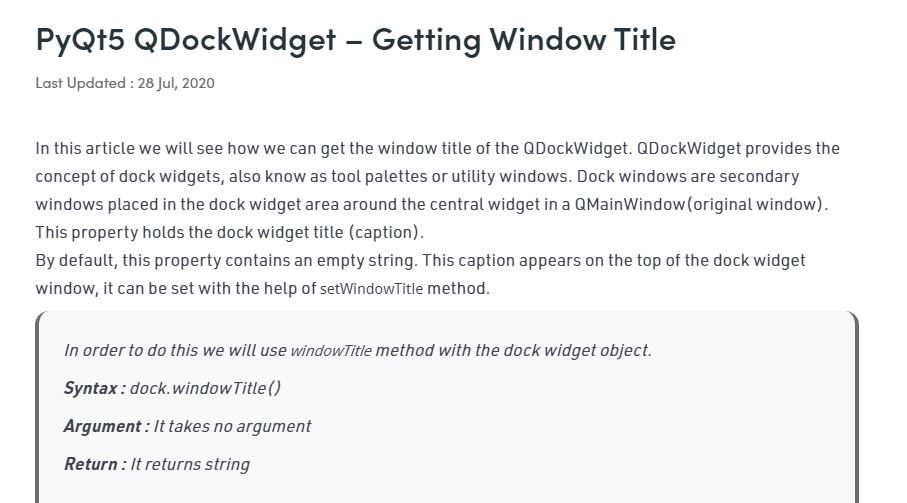 PyQt5 QDockWidget – Getting Window Title
Last Updated : 28 Jul, 2020
In this article we will see how we can get the window title of the QDockWidget. QDockWidget provides the
concept of dock widgets, also know as tool palettes or utility windows. Dock windows are secondary
windows placed in the dock widget area around the central widget in a QMainWindow(original window).
This property holds the dock widget title (caption).
By default, this property contains an empty string. This caption appears on the top of the dock widget
window, it can be set with the help of setWindowTitle method.
In order to do this we will use windowTitle method with the dock widget object.
Syntax : dock.windowTitle()
Argument : It takes no argument
Return : It returns string